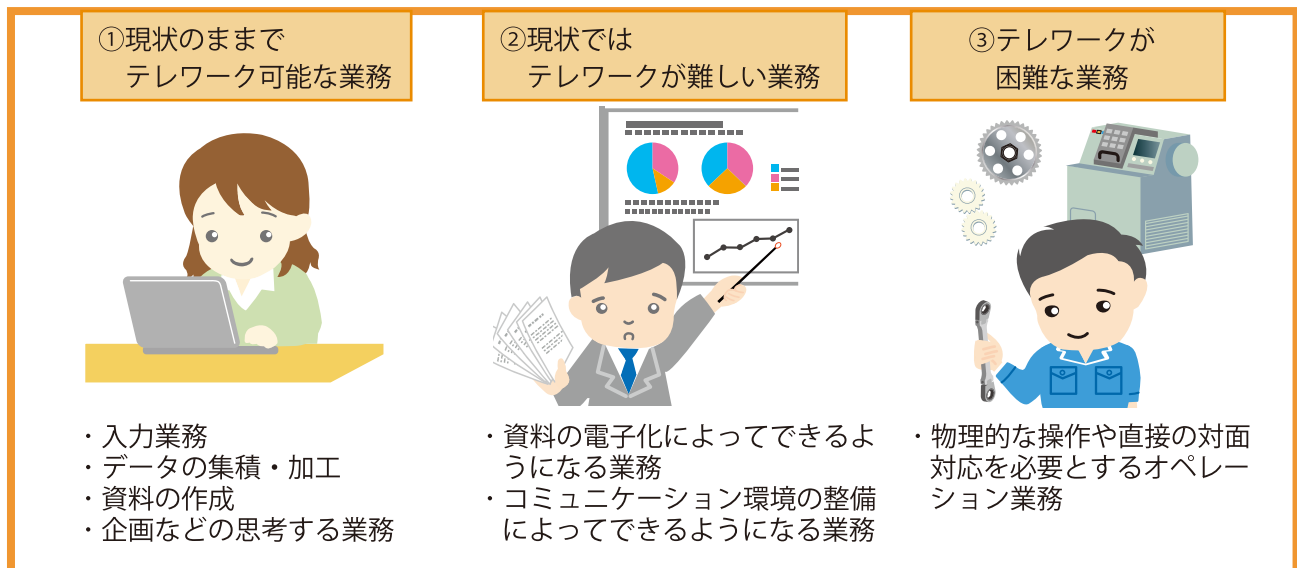 ①現状のままで
テレワーク可能な業務
②現状では
テレワークが難しい業務
③テレワークが
困難な業務
・入力業務
・データの集積・加工
・資料の作成
・企画などの思考する業務
・資料の電子化によってできるよ
うになる業務
・コミュニケーション環境の整備
によってできるようになる業務
・物理的な操作や直接の対面
対応を必要とするオペレー
ション業務